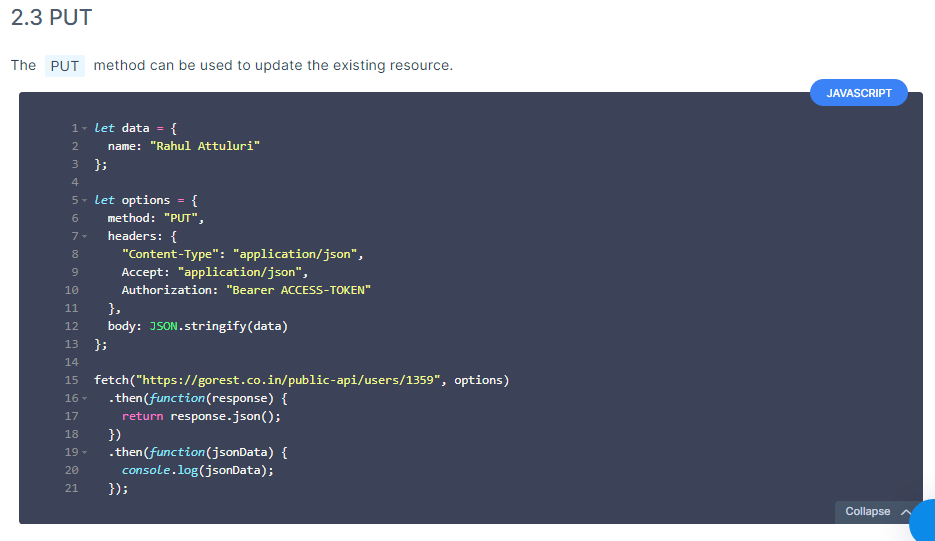 2.3 PUT
The PUT method can be used to update the existing resource.
JAVASCRIPT
1 let data = {
2 name: "Rahul Attuluri"
3 };
4
5 let options = {
6 method: "PUT",
7 headers: {
8 "Content-Type": "application/json",
9 Accept: "application/json",
10 Authorization: "Bearer ACCESS-TOKEN"
11 },
12 body: JSON.stringify(data)
13 };
14
15 fetch("https://gorest.co.in/public-api/users/1359", options)
16 .then(function(response) {
17 return response.json();
18 })
19 .then(function(jsonData) {
20 console.log(jsonData);
21 });
Collapse